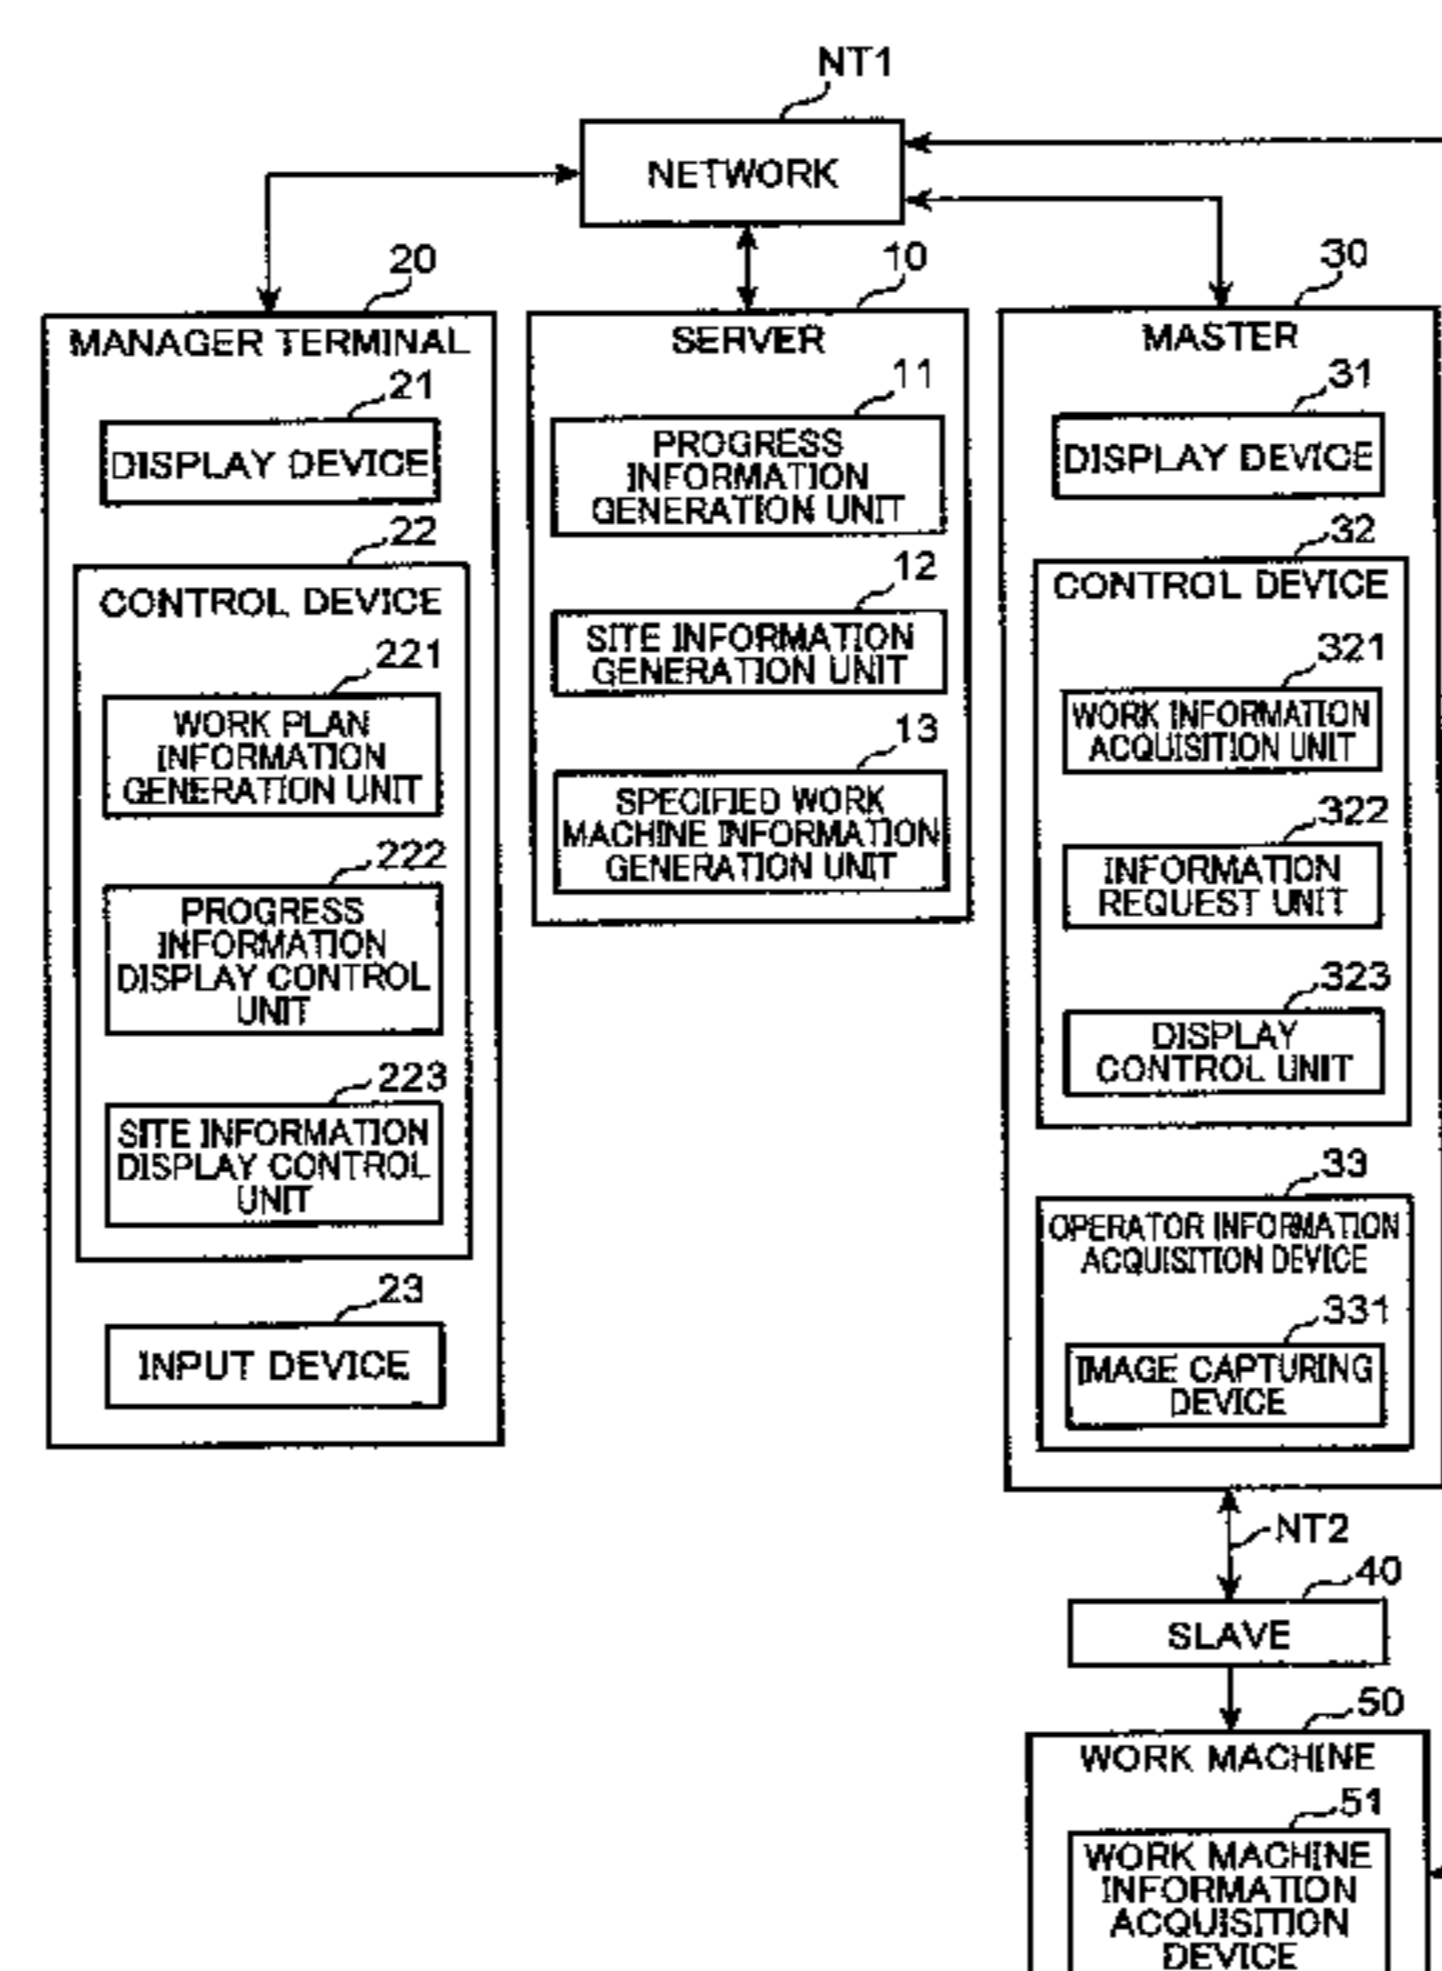 NT1
NETWORK
20
MANAGER TERMINAL
21
DISPLAY DEVICE
22
CONTROL DEVICE
221
WORK PLAN
INFORMATION
GENERATION UNIT
222
PROGRESS
INFORMATION
DISPLAY CONTROL
UNIT
223
SITE INFORMATION
DISPLAY CONTROL
UNIT
23
INPUT DEVICE
10
SERVER
11
PROGRESS
INFORMATION
GENERATION UNIT
12
SITE INFORMATION
GENERATION UNIT
13
SPECIFIED WORK
MACHINE INFORMATION
GENERATION UNIT
30
MASTER
31
DISPLAY DEVICE
32
CONTROL DEVICE
321
WORK INFORMATION
ACQUISITION UNIT
322
INFORMATION
REQUEST UNIT
323
DISPLAY
CONTROL UNIT
33
OPERATOR INFORMATION
ACQUISITION DEVICE
331
IMAGE CAPTURING
DEVICE
NT2
40
SLAVE
50
WORK MACHINE
51
WORK MACHINE
INFORMATION
ACQUISITION
DEVICE